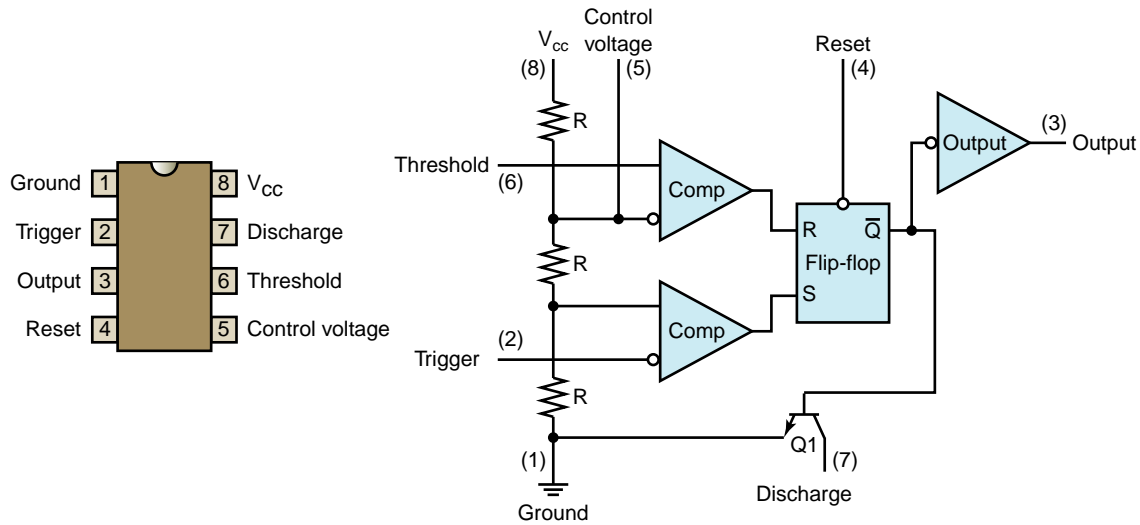 Ground 1
Trigger 2
Output 3
Reset 4
8 V_CC
7 Discharge
6 Threshold
5 Control voltage
V_cc
(8)
Control
voltage
(5)
Reset
(4)
R
Threshold
(6)
Comp
Output
(3)
Output
R
Q̅
Flip-flop
S
R
Comp
Trigger
(2)
R
Q1
(1)
(7)
Ground
Discharge